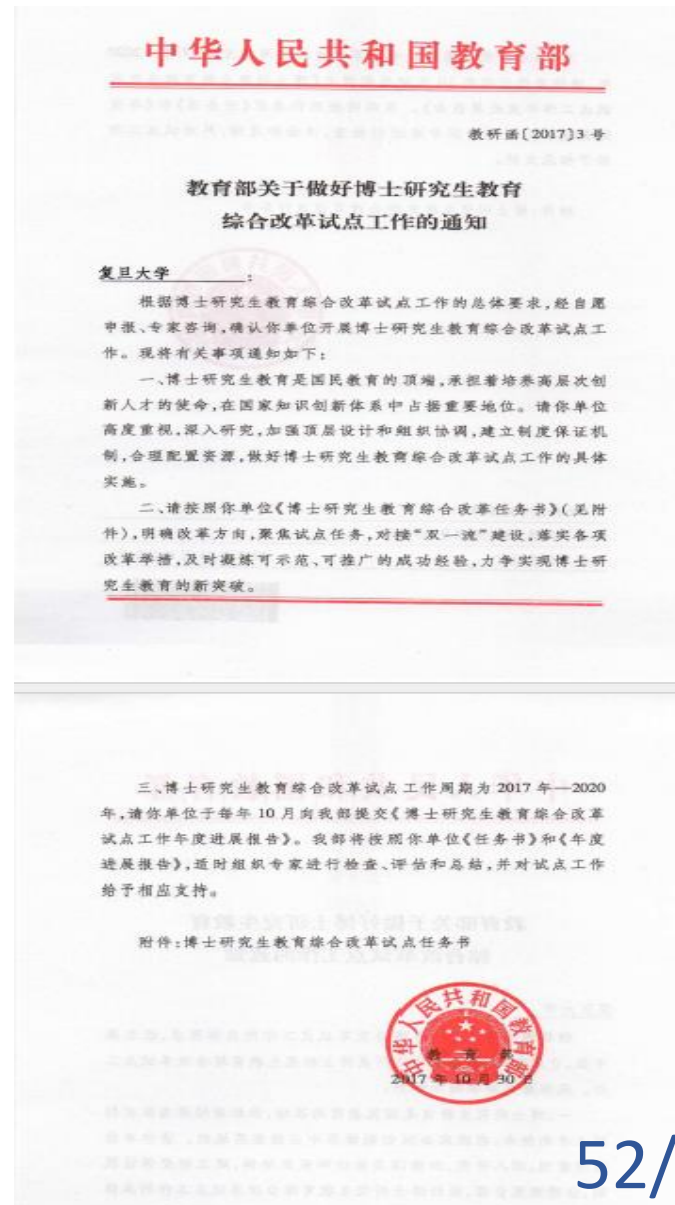 中华人民共和国教育部
教研函〔2017〕3号
教育部关于做好博士研究生教育
综合改革试点工作的通知
复旦大学：
根据博士研究生教育综合改革试点工作的总体要求,经自愿
申报、专家咨询,确认你单位开展博士研究生教育综合改革试点工
作。现将有关事项通知如下：
一、博士研究生教育是国民教育的顶端,承担着培养高层次创
新人才的使命,在国家知识创新体系中占据重要地位。请你单位
高度重视,深入研究,加强顶层设计和组织协调,建立制度保证机
制,合理配置资源,做好博士研究生教育综合改革试点工作的具体
实施。
二、请按照你单位《博士研究生教育综合改革任务书》(见附
件),明确改革方向,聚焦试点任务,对接“双一流”建设,落实各项
改革举措,及时凝练可示范、可推广的成功经验,力争实现博士研
究生教育的新突破。
三、博士研究生教育综合改革试点工作周期为2017年—2020
年,请你单位于每年10月向我部提交《博士研究生教育综合改革
试点工作年度进展报告》。我部将按照你单位《任务书》和《年度
进展报告》,适时组织专家进行检查、评估和总结,并对试点工作
给予相应支持。
附件：博士研究生教育综合改革试点任务书
中华人民共和国教育部
教育部
2017年10月30日
52/